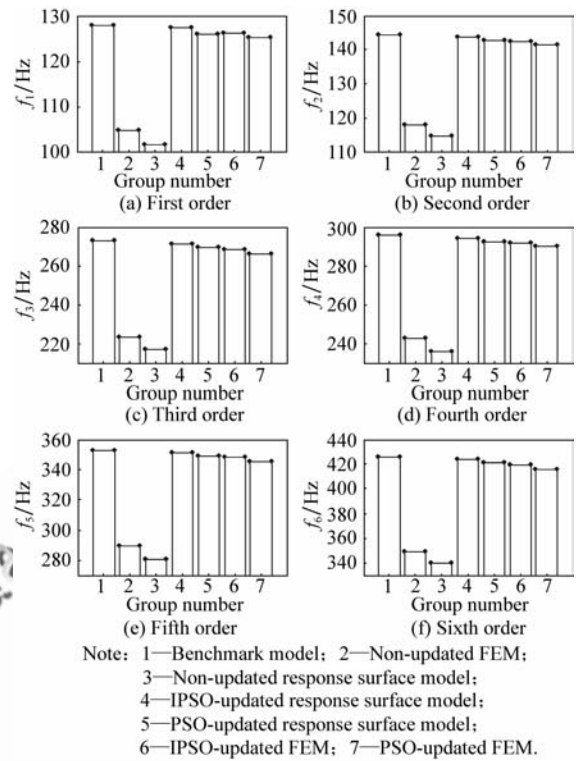 130
120
110
100
f1/Hz
1 2 3 4 5 6 7
Group number
(a) First order
150
140
130
120
110
f2/Hz
1 2 3 4 5 6 7
Group number
(b) Second order
280
260
240
220
f3/Hz
1 2 3 4 5 6 7
Group number
(c) Third order
300
280
260
240
f4/Hz
1 2 3 4 5 6 7
Group number
(d) Fourth order
360
340
320
300
280
f5/Hz
1 2 3 4 5 6 7
Group number
(e) Fifth order
420
400
380
360
340
f6/Hz
1 2 3 4 5 6 7
Group number
(f) Sixth order
Note: 1—Benchmark model; 2—Non-updated FEM;
3—Non-updated response surface model;
4—IPSO-updated response surface model;
5—PSO-updated response surface model;
6—IPSO-updated FEM; 7—PSO-updated FEM.